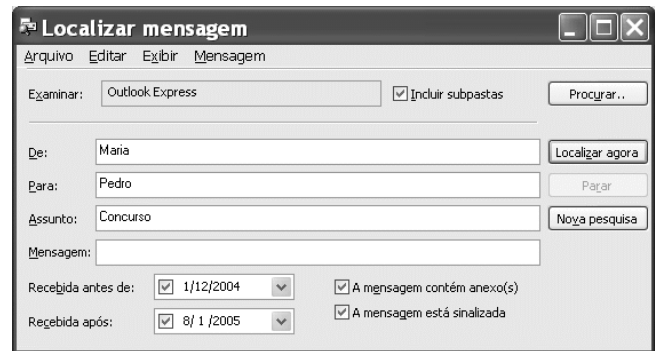 Localizar mensagem
Arquivo Editar Exibir Mensagem
Examinar: Outlook Express Incluir subpastas Procurar..
De: Maria Localizar agora
Para: Pedro Parar
Assunto: Concurso Nova pesquisa
Mensagem:
Recebida antes de: 1/12/2004 A mensagem contém anexo(s)
Recebida após: 8/ 1 /2005 A mensagem está sinalizada